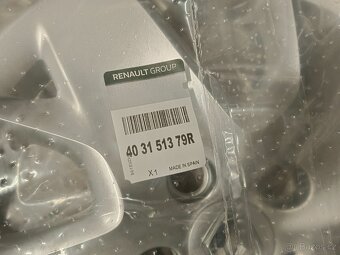 RENAULT GROUP
40 31 513 79R
X1
MADE IN SPAIN